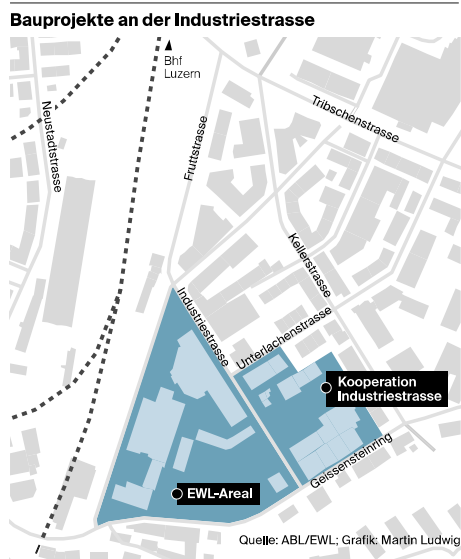 Bauprojekte an der Industriestrasse
Bhf
Luzern
Neustadtstrasse
Fruttstrasse
Tribschenstrasse
Kellerstrasse
Industriestrasse
Unterlachenstrasse
Kooperation
Industriestrasse
Geissensteinring
EWL-Areal
Quelle: ABL/EWL; Grafik: Martin Ludwig